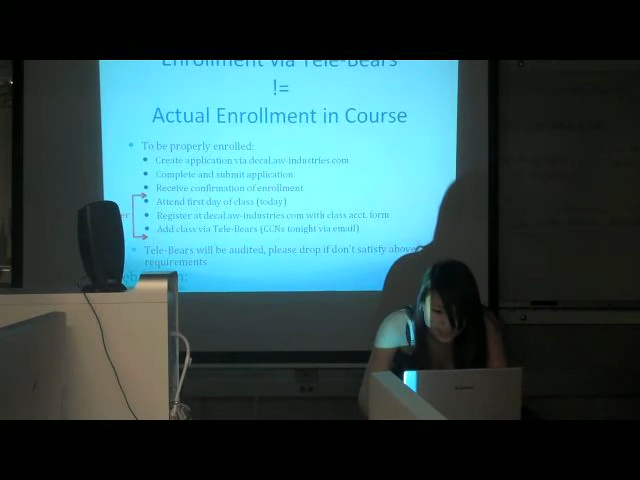 Enrollment via Tele-Bears
!=
Actual Enrollment in Course
To be properly enrolled:
Create application via decal.aw-industries.com
Complete and submit application
Receive confirmation of enrollment
Attend first day of class (today)
Register at decal.aw-industries.com with class acct. form
Add class via Tele-Bears (CCNs tonight via email)
Tele-Bears will be audited, please drop if don't satisfy above
requirements